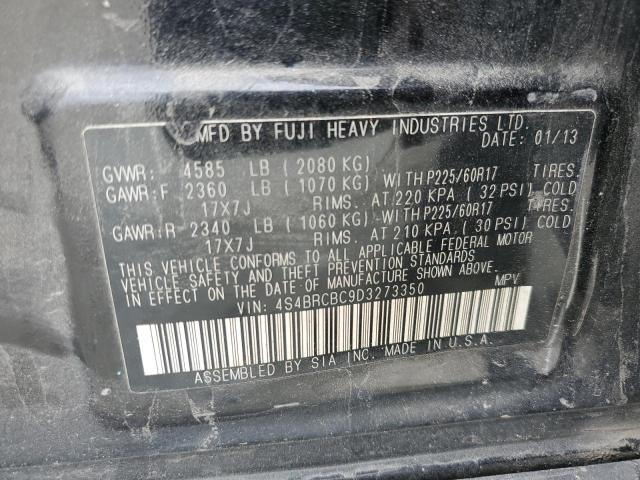 MFD BY FUJI HEAVY INDUSTRIES LTD.
DATE: 01/13
GVWR: 4585 LB ( 2080 KG)
GAWR:F 2360 LB ( 1070 KG)-WITH P225/60R17 TIRES.
17X7J RIMS. AT 220 KPA ( 32 PSI) COLD
GAWR:R 2340 LB ( 1060 KG)-WITH P225/60R17 TIRES.
17X7J RIMS. AT 210 KPA ( 30 PSI) COLD
THIS VEHICLE CONFORMS TO ALL APPLICABLE FEDERAL MOTOR
VEHICLE SAFETY, BUMPER, AND THEFT PREVENTION STANDARDS
IN EFFECT ON THE DATE OF MANUFACTURE SHOWN ABOVE.
VIN: 4S4BRCBC9D3273350 MPV
ASSEMBLED BY SIA INC. MADE IN U.S.A.